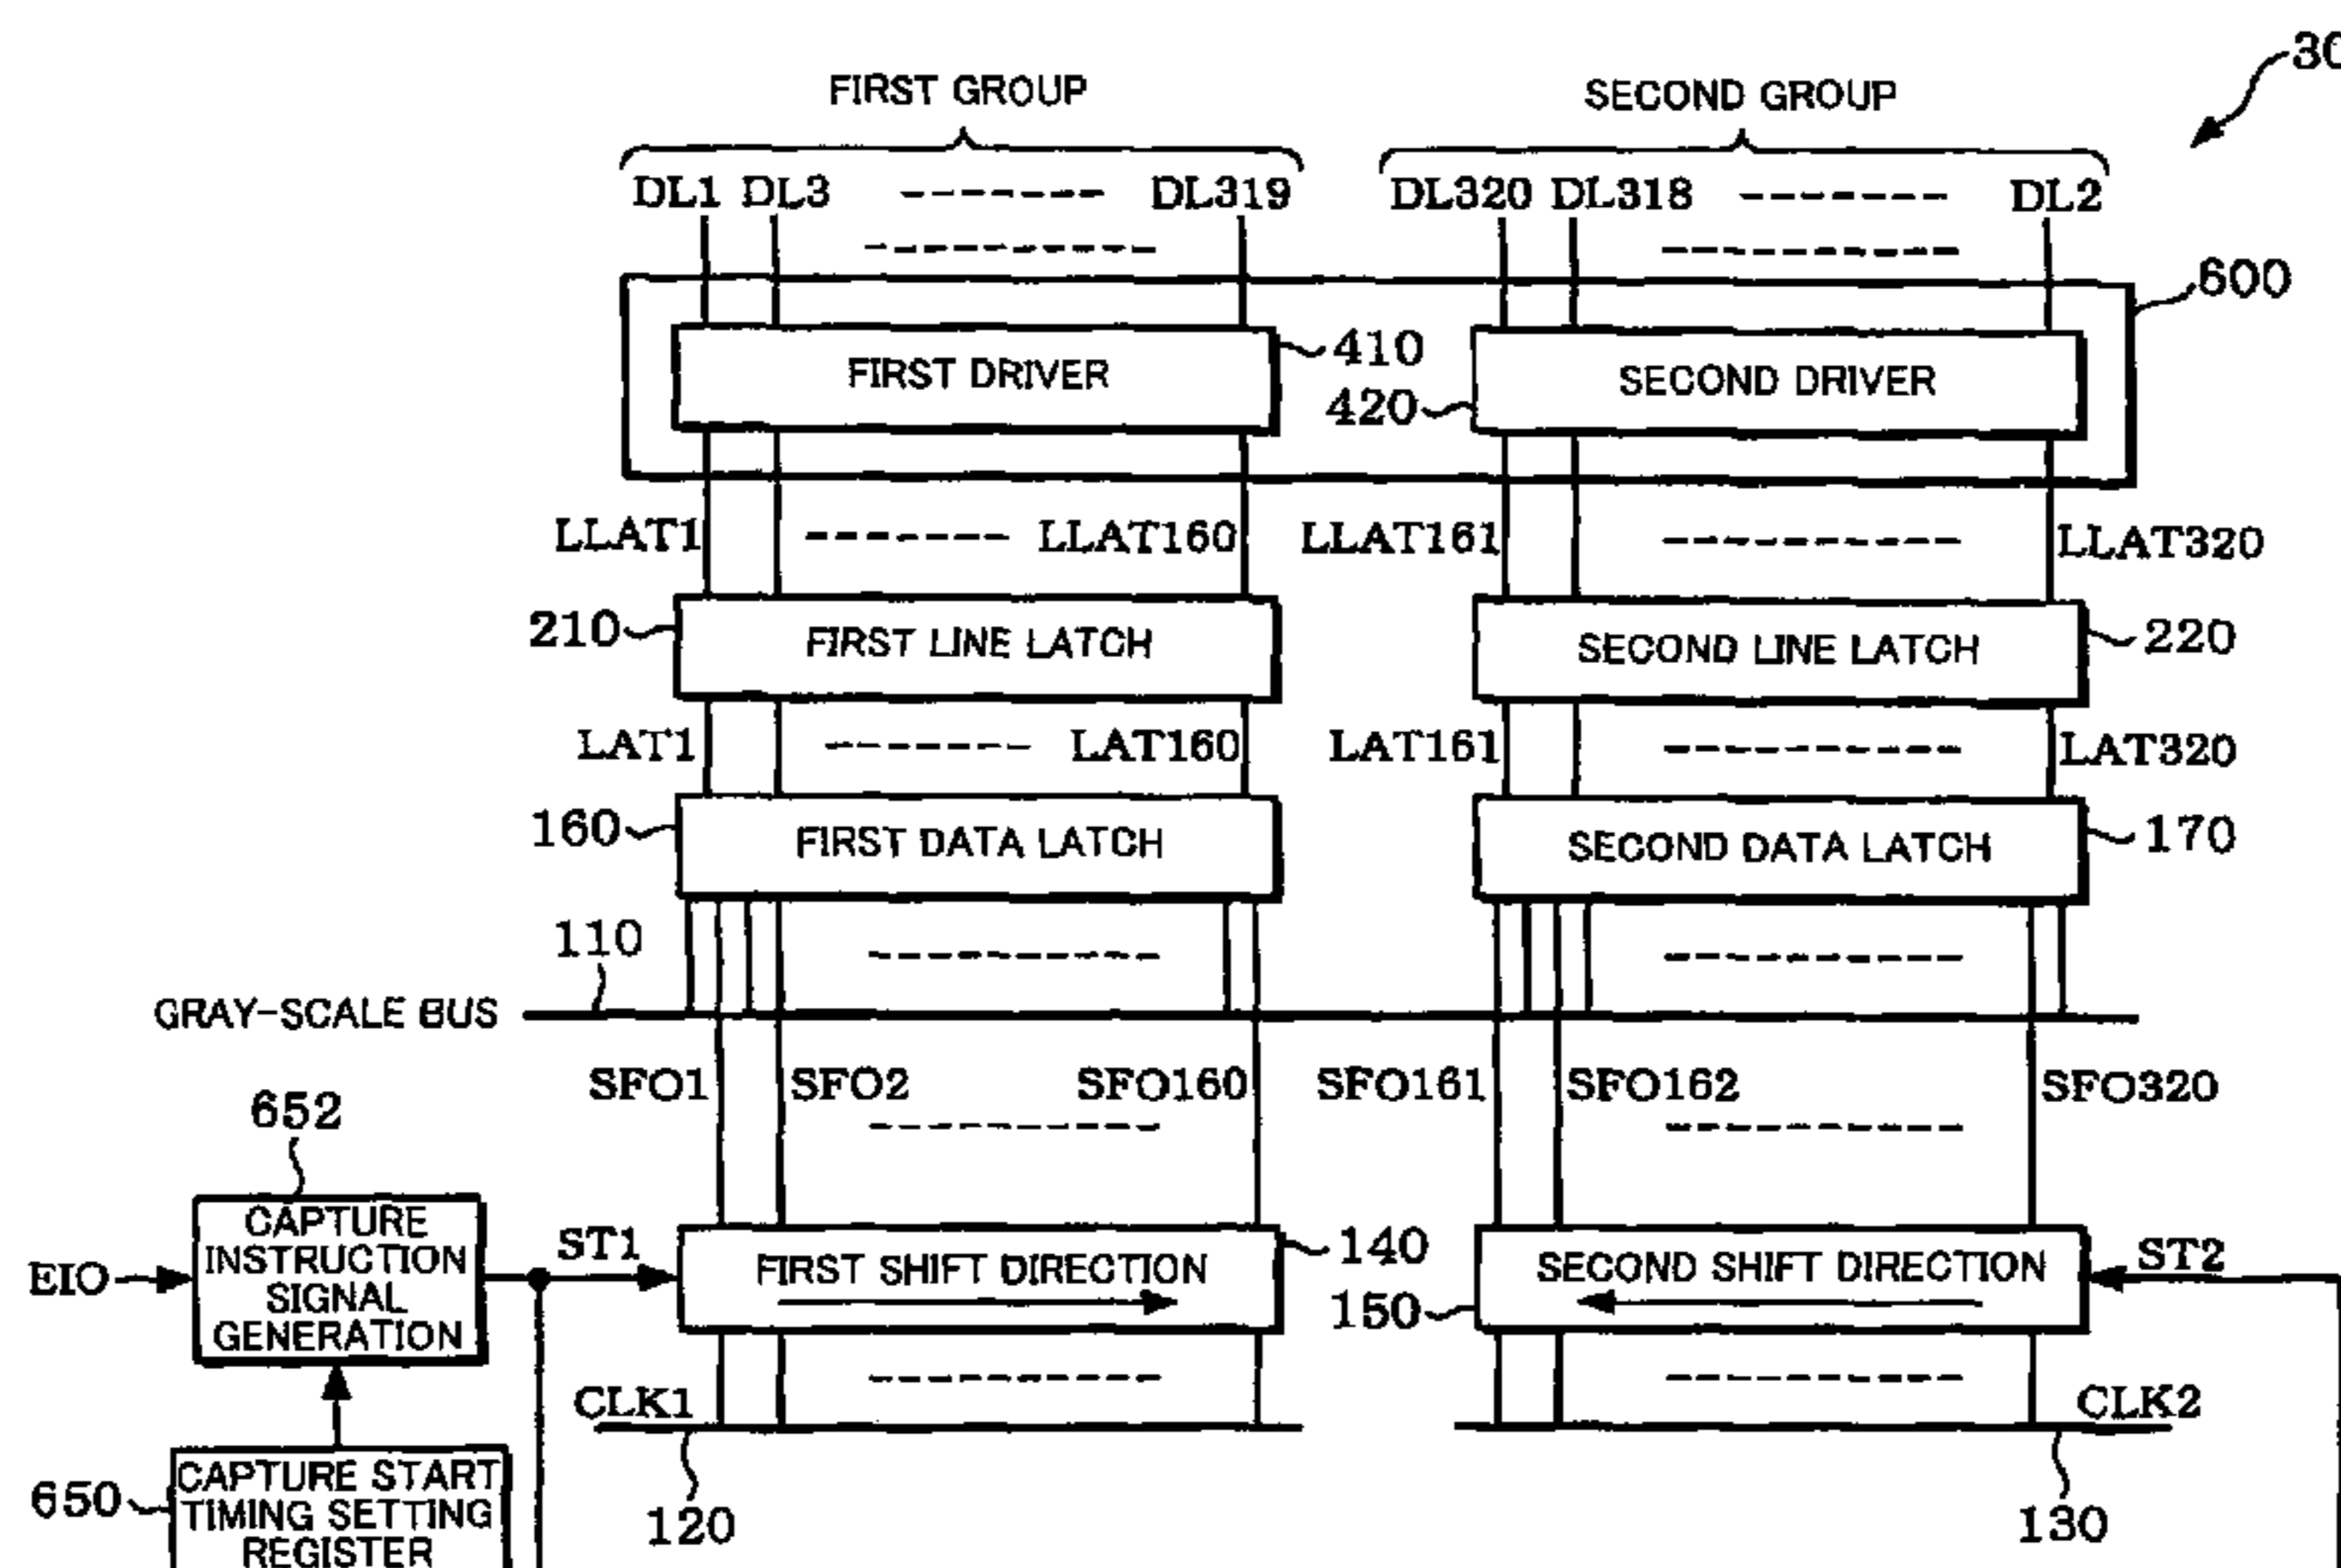 30
FIRST GROUP
SECOND GROUP
DL1 DL3 DL319
DL320 DL318 DL2
600
FIRST DRIVER
410
420
SECOND DRIVER
LLAT1
LLAT160
LLAT161
LLAT320
210
FIRST LINE LATCH
SECOND LINE LATCH
220
LAT1
LAT160
LAT161
LAT320
160
FIRST DATA LATCH
SECOND DATA LATCH
170
110
GRAY-SCALE BUS
SFO1
SFO2
SFO160
SFO161
SFO162
SFO320
652
CAPTURE
INSTRUCTION
SIGNAL
GENERATION
EIO
ST1
FIRST SHIFT DIRECTION
140
150
SECOND SHIFT DIRECTION
ST2
CLK1
CLK2
650
CAPTURE START
TIMING SETTING
REGISTER
120
130